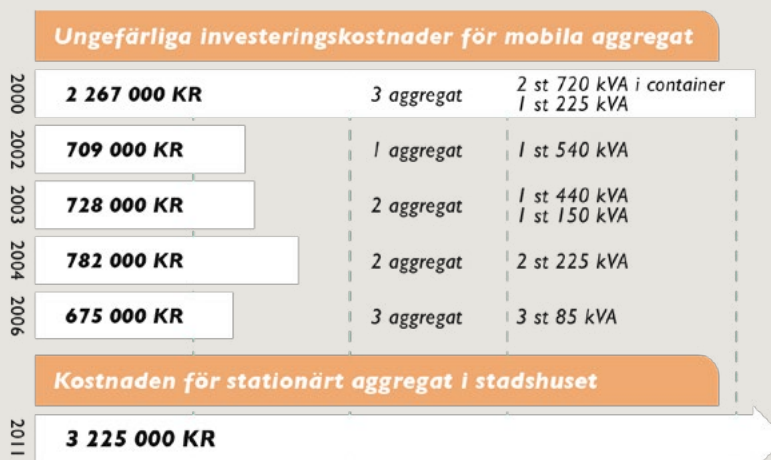 Ungefärliga investeringskostnader för mobila aggregat
2000 2 267 000 KR 3 aggregat 2 st 720 kVA i container
1 st 225 kVA
2002 709 000 KR 1 aggregat 1 st 540 kVA
2003 728 000 KR 2 aggregat 1 st 440 kVA
1 st 150 kVA
2004 782 000 KR 2 aggregat 2 st 225 kVA
2006 675 000 KR 3 aggregat 3 st 85 kVA
Kostnaden för stationärt aggregat i stadshuset
2011 3 225 000 KR